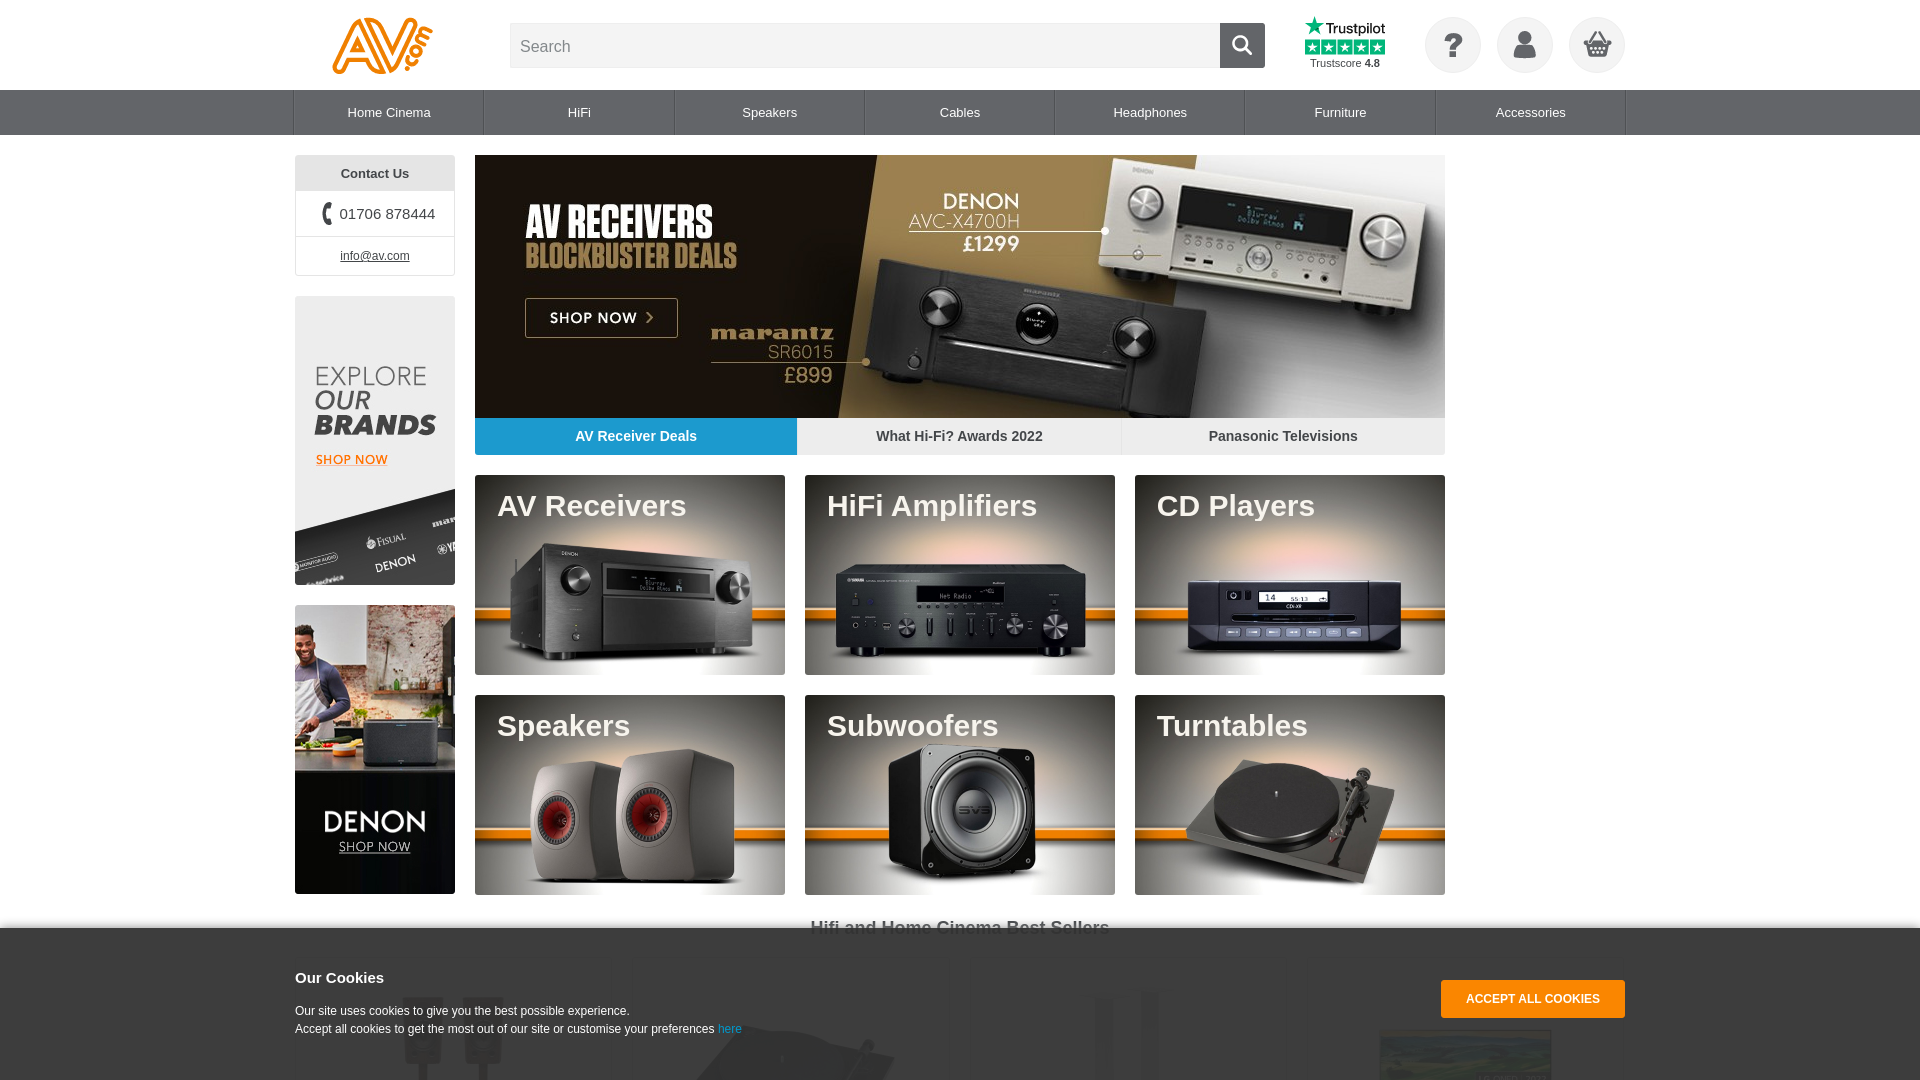 AV.com
Search
Trustpilot
Trustscore 4.8
?
Home Cinema
HiFi
Speakers
Cables
Headphones
Furniture
Accessories
Contact Us
01706 878444
info@av.com
EXPLORE
OUR
BRANDS
SHOP NOW
MONITOR AUDIO
FISUAL
DENON
DENON
SHOP NOW
AV RECEIVERS
BLOCKBUSTER DEALS
SHOP NOW
DENON
AVC-X4700H
£1299
marantz
SR6015
£899
AV Receiver Deals
What Hi-Fi? Awards 2022
Panasonic Televisions
AV Receivers
HiFi Amplifiers
CD Players
Speakers
Subwoofers
Turntables
Hifi and Home Cinema Best Sellers
Our Cookies
Our site uses cookies to give you the best possible experience.
Accept all cookies to get the most out of our site or customise your preferences here
ACCEPT ALL COOKIES